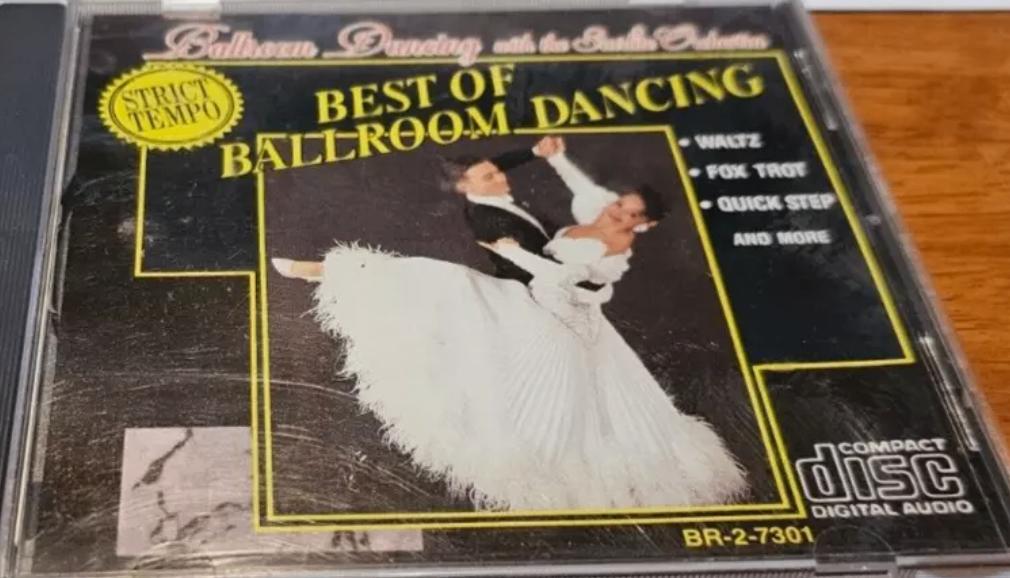 Ballroom Dancing with the Orchestra
STRICT
TEMPO
BEST OF
BALLROOM DANCING
• WALTZ
• FOX TROT
• QUICK STEP
AND MORE
COMPACT
disc
DIGITAL AUDIO
BR-2-7301